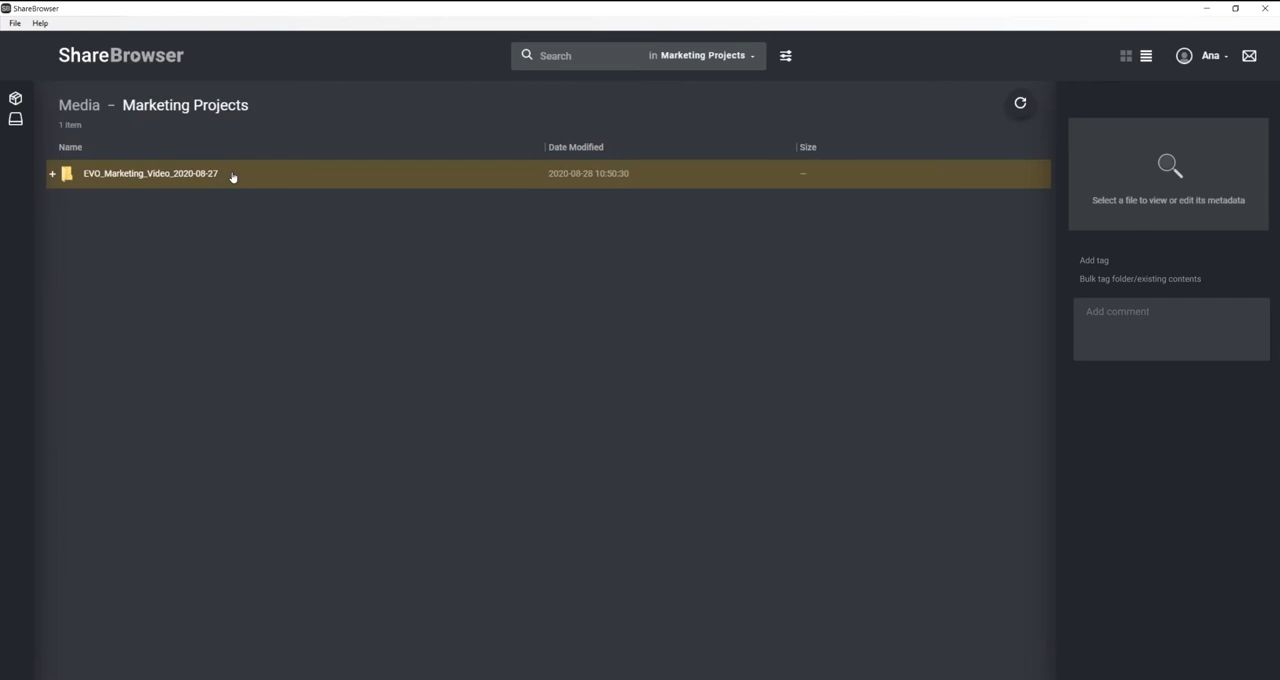 SB ShareBrowser
File Help
ShareBrowser Search in Marketing Projects Ana
Media - Marketing Projects
1 item
Name Date Modified Size
+ EVO_Marketing_Video_2020-08-27 2020-08-28 10:50:30 —
Select a file to view or edit its metadata
Add tag
Bulk tag folder/existing contents
Add comment